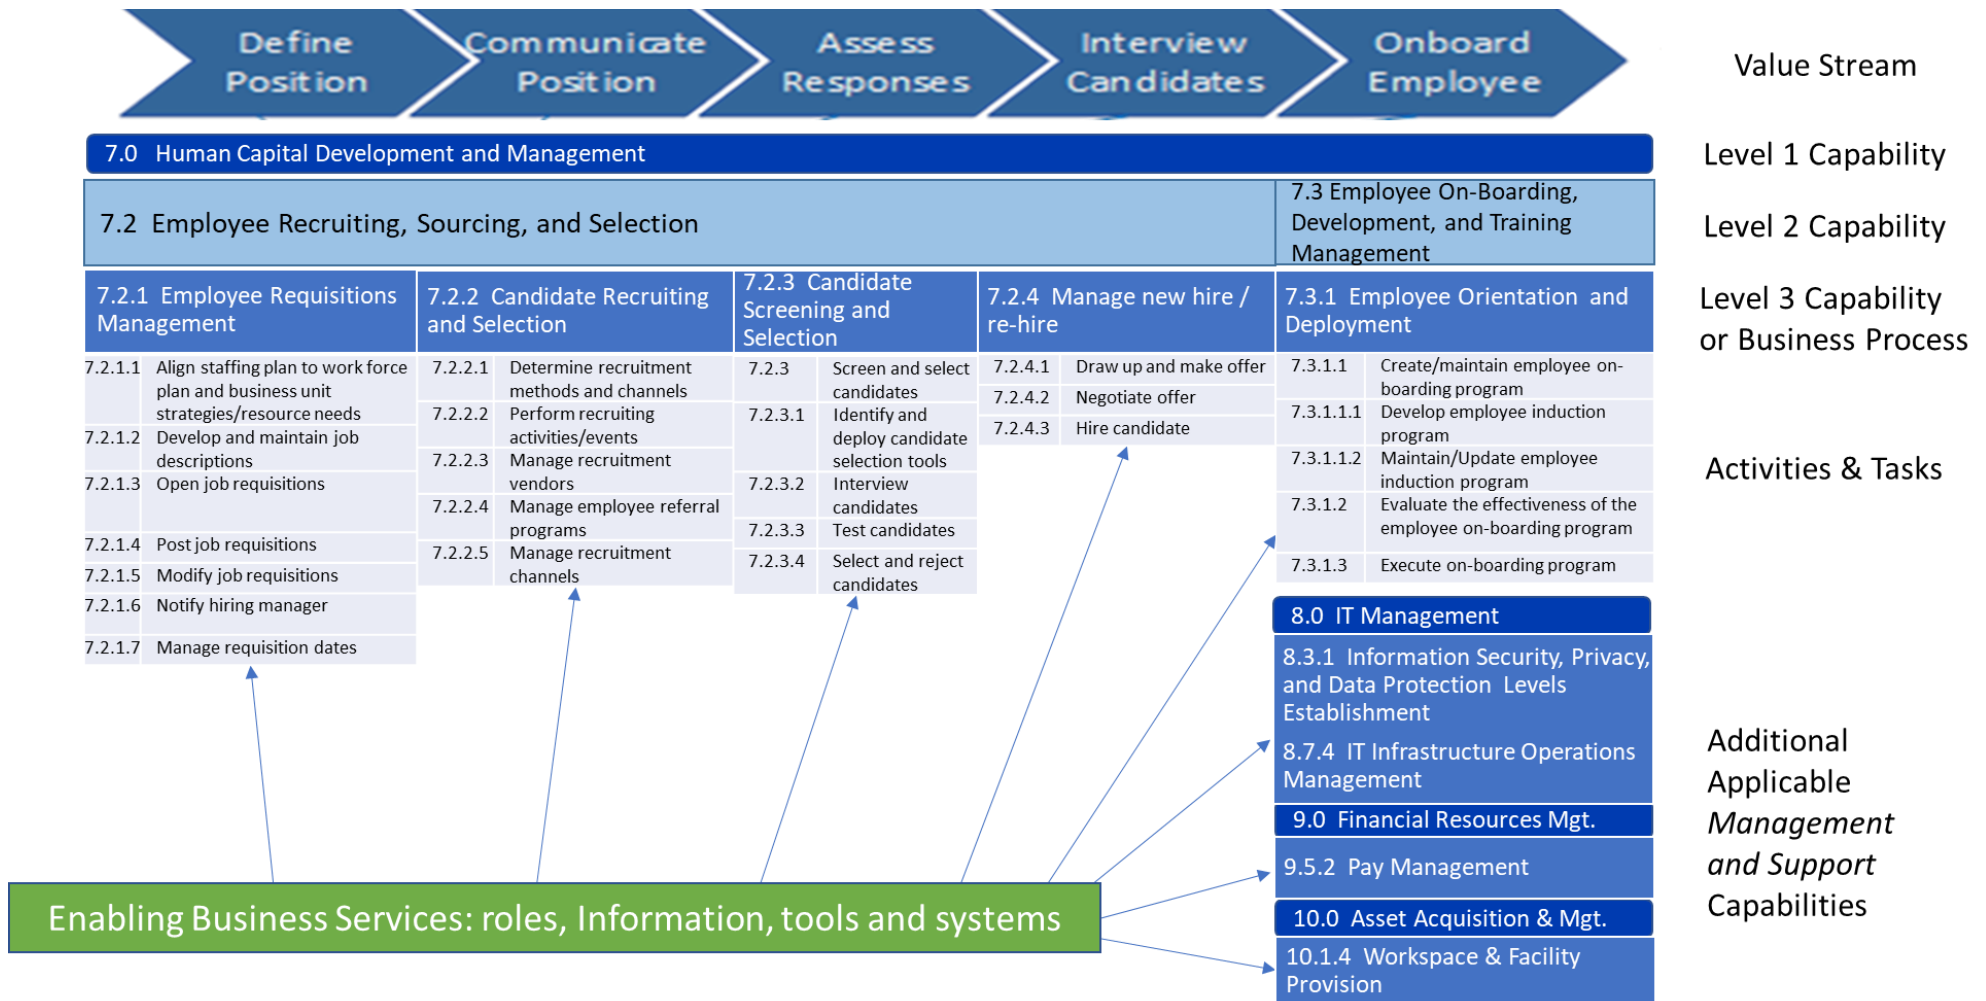 Define
Position
Communicate
Position
Assess
Responses
Interview
Candidates
Onboard
Employee
Value Stream
7.0 Human Capital Development and Management
Level 1 Capability
7.2 Employee Recruiting, Sourcing, and Selection
7.3 Employee On-Boarding,
Development, and Training
Management
Level 2 Capability
7.2.1 Employee Requisitions
Management
7.2.2 Candidate Recruiting
and Selection
7.2.3 Candidate
Screening and
Selection
7.2.4 Manage new hire /
re-hire
7.3.1 Employee Orientation and
Deployment
Level 3 Capability
or Business Process
7.2.1.1 Align staffing plan to work force
plan and business unit
strategies/resource needs
7.2.1.2 Develop and maintain job
descriptions
7.2.1.3 Open job requisitions
7.2.1.4 Post job requisitions
7.2.1.5 Modify job requisitions
7.2.1.6 Notify hiring manager
7.2.1.7 Manage requisition dates
7.2.2.1 Determine recruitment
methods and channels
7.2.2.2 Perform recruiting
activities/events
7.2.2.3 Manage recruitment
vendors
7.2.2.4 Manage employee referral
programs
7.2.2.5 Manage recruitment
channels
7.2.3 Screen and select
candidates
7.2.3.1 Identify and
deploy candidate
selection tools
7.2.3.2 Interview
candidates
7.2.3.3 Test candidates
7.2.3.4 Select and reject
candidates
7.2.4.1 Draw up and make offer
7.2.4.2 Negotiate offer
7.2.4.3 Hire candidate
7.3.1.1 Create/maintain employee on-
boarding program
7.3.1.1.1 Develop employee induction
program
7.3.1.1.2 Maintain/Update employee
induction program
7.3.1.2 Evaluate the effectiveness of the
employee on-boarding program
7.3.1.3 Execute on-boarding program
Activities & Tasks
8.0 IT Management
8.3.1 Information Security, Privacy,
and Data Protection Levels
Establishment
8.7.4 IT Infrastructure Operations
Management
9.0 Financial Resources Mgt.
9.5.2 Pay Management
10.0 Asset Acquisition & Mgt.
10.1.4 Workspace & Facility
Provision
Additional
Applicable
Management
and Support
Capabilities
Enabling Business Services: roles, Information, tools and systems